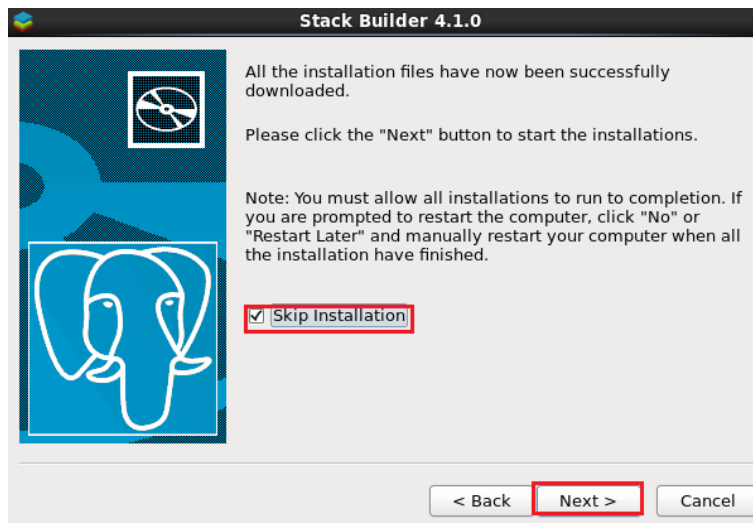 Stack Builder 4.1.0
All the installation files have now been successfully
downloaded.
Please click the "Next" button to start the installations.
Note: You must allow all installations to run to completion. If
you are prompted to restart the computer, click "No" or
"Restart Later" and manually restart your computer when all
the installation have finished.
Skip Installation
< Back
Next >
Cancel